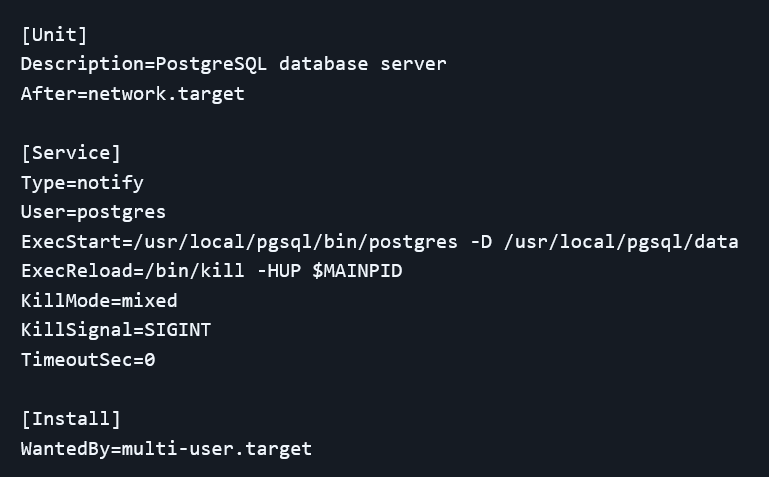 [Unit]
Description=PostgreSQL database server
After=network.target
[Service]
Type=notify
User=postgres
ExecStart=/usr/local/pgsql/bin/postgres -D /usr/local/pgsql/data
ExecReload=/bin/kill -HUP $MAINPID
KillMode=mixed
KillSignal=SIGINT
TimeoutSec=0
[Install]
WantedBy=multi-user.target